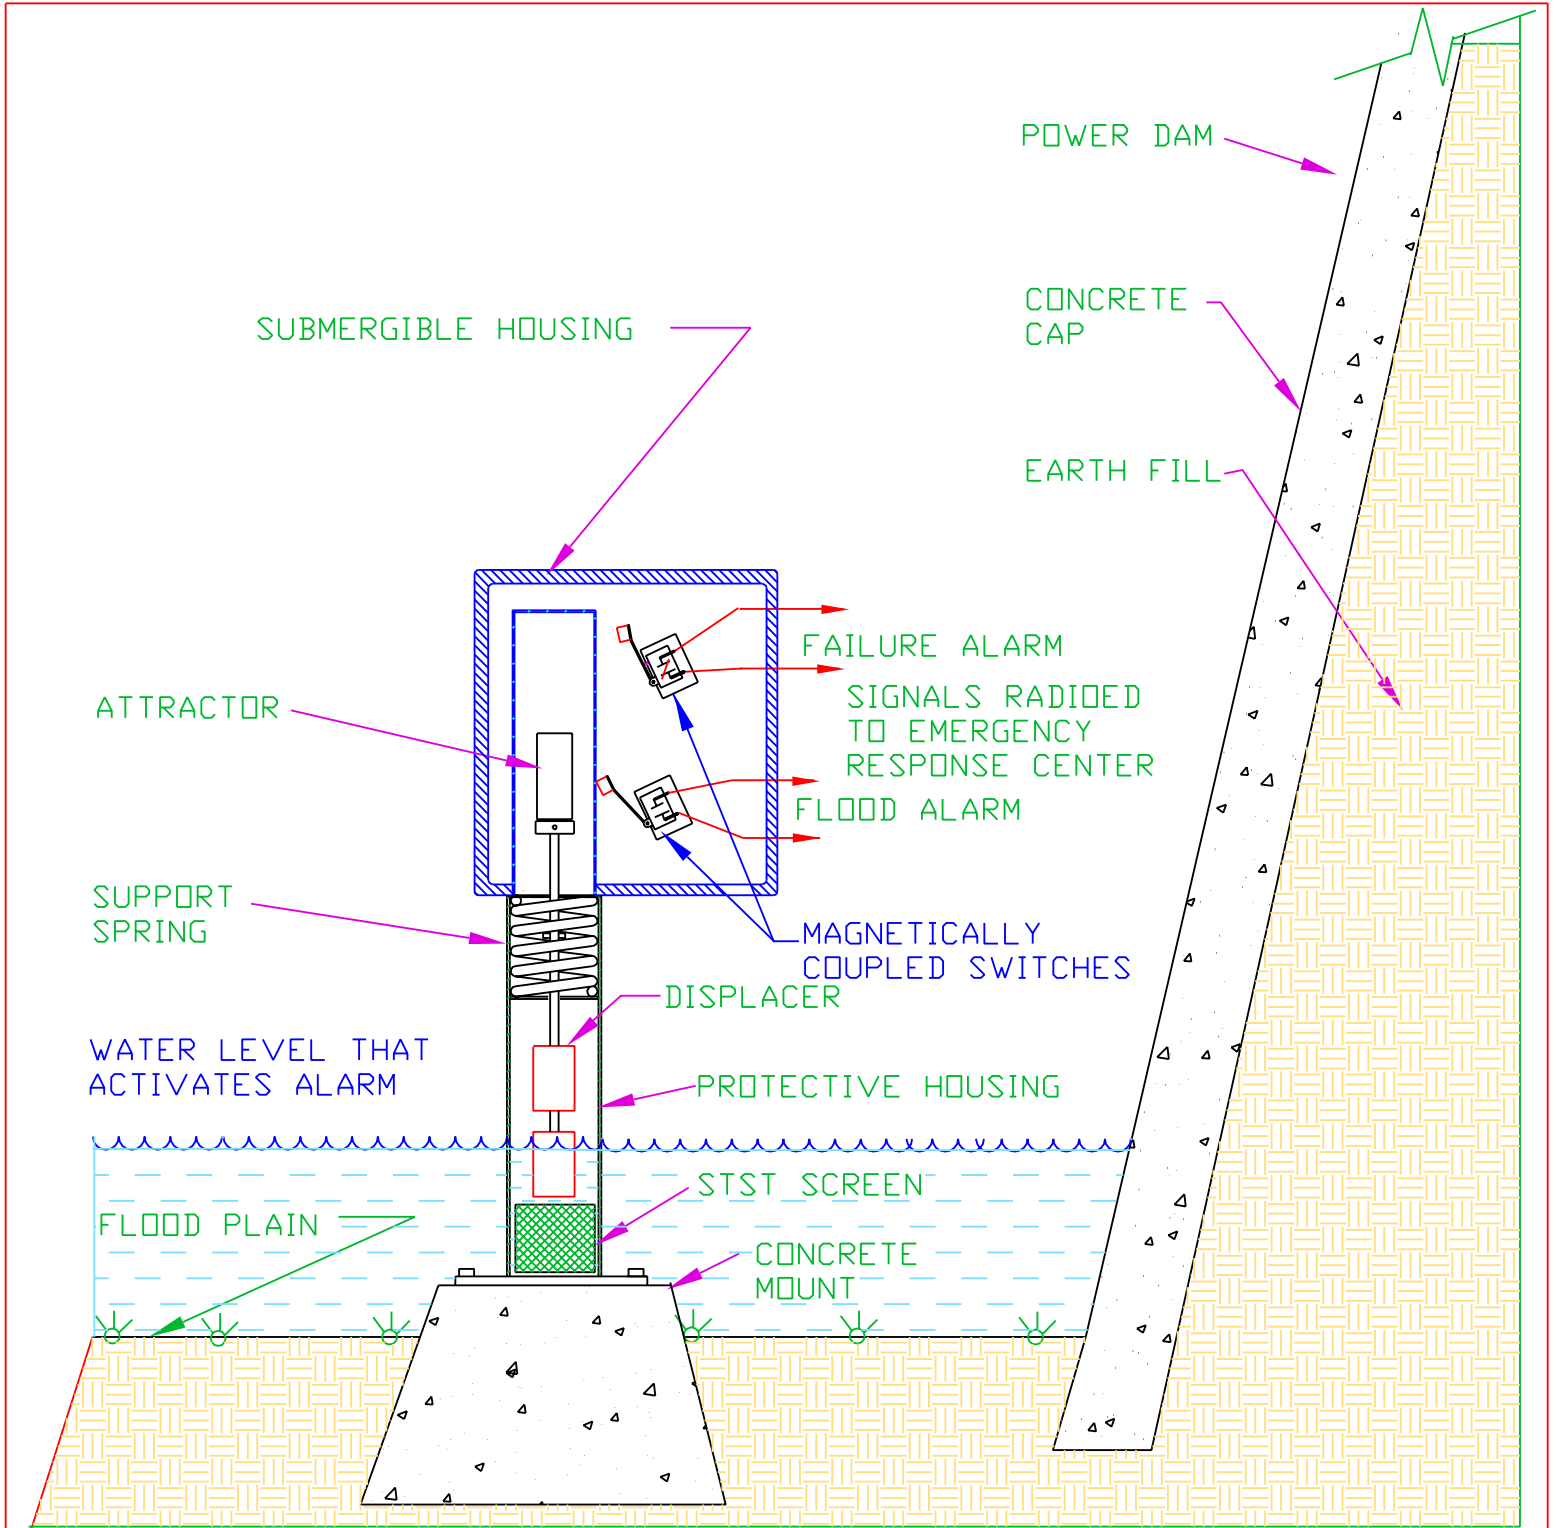 POWER DAM
CONCRETE
CAP
SUBMERGIBLE HOUSING
EARTH FILL
FAILURE ALARM
SIGNALS RADIOED
TO EMERGENCY
RESPONSE CENTER
ATTRACTOR
FLOOD ALARM
SUPPORT
SPRING
MAGNETICALLY
COUPLED SWITCHES
DISPLACER
WATER LEVEL THAT
ACTIVATES ALARM
PROTECTIVE HOUSING
STST SCREEN
FLOOD PLAIN
CONCRETE
MOUNT